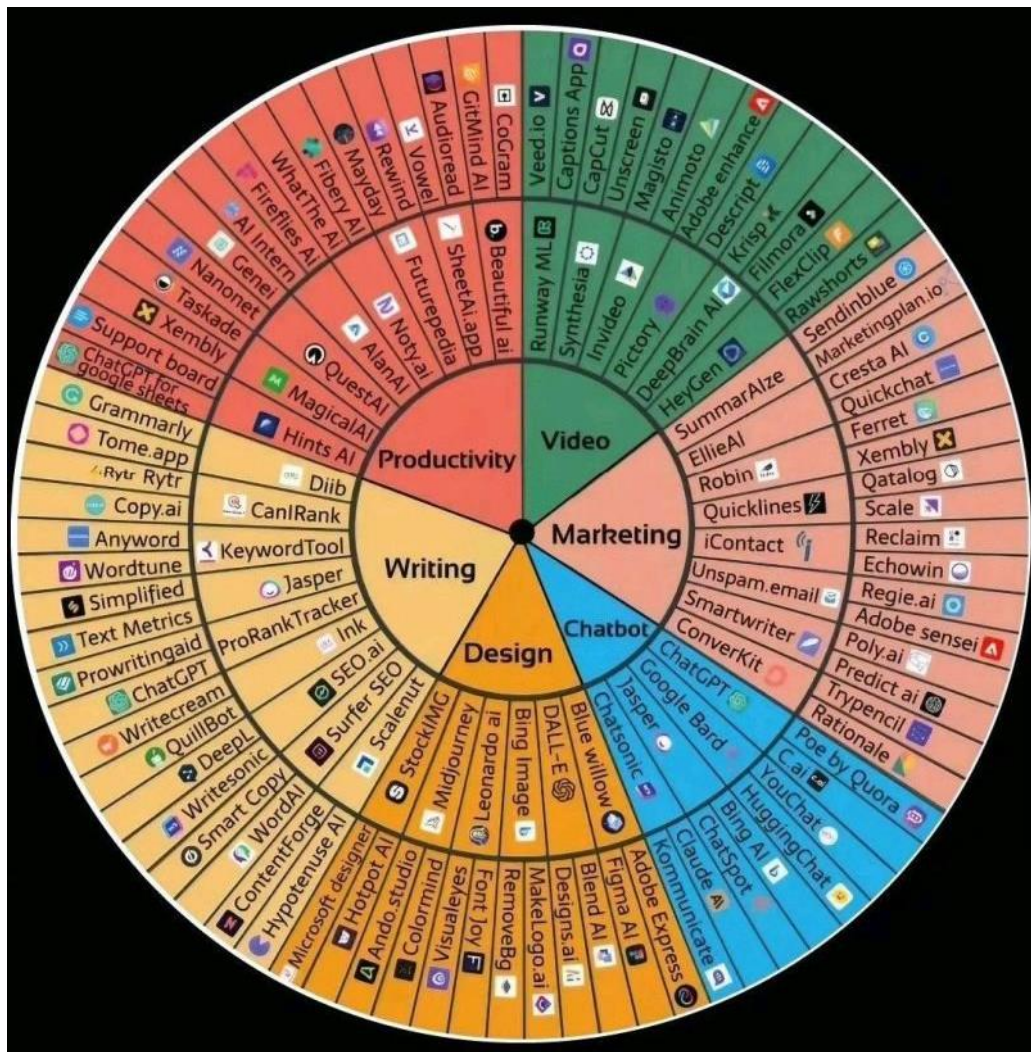 Productivity
Video
Marketing
Chatbot
Design
Writing
Runway ML
Synthesia
Invideo
Pictory
DeepBrain AI
HeyGen
SummarAIze
EllieAI
Robin
Quicklines
iContact
Unspam.email
Smartwriter
ConverKit
ChatGPT
Google Bard
Jasper
Chatsonic
Blue willow
DALL-E
Bing Image
Leonardo ai
Midjourney
StockIMG
Scalenut
Surfer SEO
SEO.ai
Ink
ProRankTracker
Jasper
KeywordTool
CanIRank
Diib
Hints AI
MagicalAI
QuestAI
AlanAI
Notyai
Futurepedia
SheetAi.app
Beautiful ai
Veed.io
Captions App
CapCut
Unscreen
Magisto
Animoto
Adobe enhance
Descript
Krisp
Filmora
FlexClip
Rawshorts
Sendinblue
Marketingplan.io
Cresta AI
Quickchat
Ferret
Xembly
Qatalog
Scale
Reclaim
Echowin
Regie.ai
Adobe sensei
Poly.ai
Predict ai
Trypencil
Rationale
Poe by Quora
C.ai
YouChat
HuggingChat
Bing AI
ChatSpot
Claude
Kommunicate
Adobe Express
Figma AI
Blend AI
Designs.ai
MakeLogo.ai
RemoveBg
Font Joy
Visualeyes
Colormind
Ando.studio
Hotpot AI
Microsoft designer
Hypotenuse AI
ContentForge
WordAI
Smart Copy
Writesonic
DeepL
QuillBot
Writecream
ChatGPT
Prowritingaid
Text Metrics
Simplified
Wordtune
Anyword
Copy.ai
Rytr Rytr
Tome.app
Grammarly
ChatGPT for
google sheets
Support board
Xembly
Taskade
Nanonet
Genei
AI Intern
Fireflies Ai
WhatThe Ai
Fibery AI
Mayday
Rewind
Vowel
Audioread
GitMind AI
CoGram